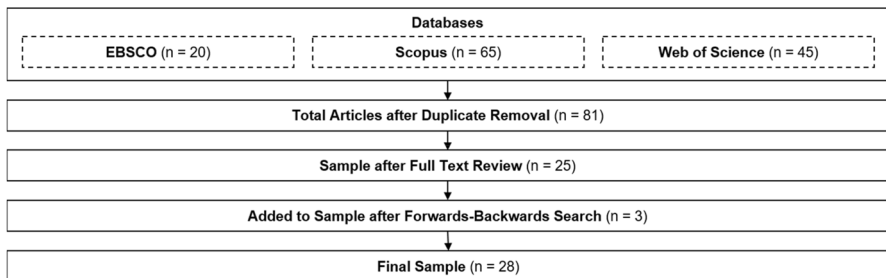 Databases
EBSCO (n = 20)
Scopus (n = 65)
Web of Science (n = 45)
Total Articles after Duplicate Removal (n = 81)
Sample after Full Text Review (n = 25)
Added to Sample after Forwards-Backwards Search (n = 3)
Final Sample (n = 28)